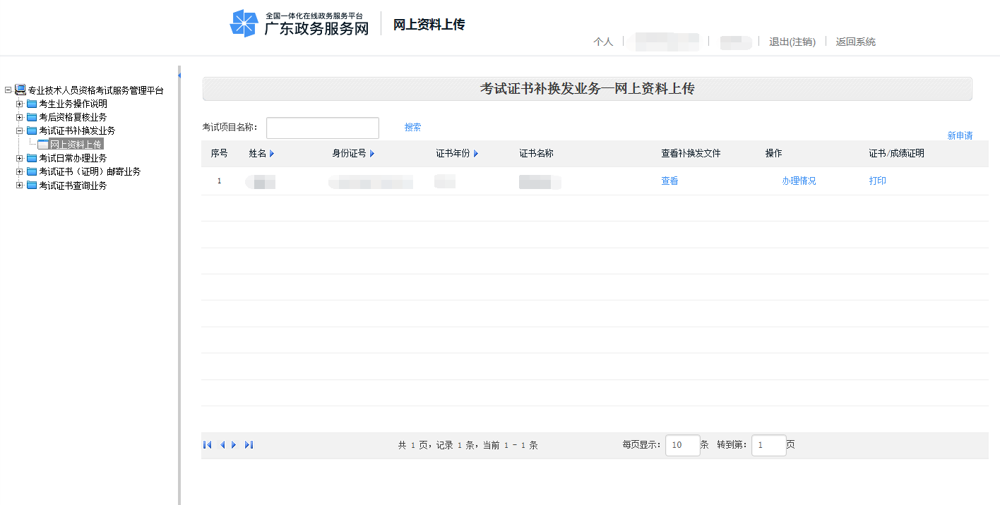 全国一体化在线政务服务平台
广东政务服务网
网上资料上传
个人
退出(注销)
返回系统
专业技术人员资格考试服务管理平台
考生业务操作说明
考后资格复核业务
考试证书补换发业务
网上资料上传
考试日常办理业务
考试证书（证明）邮寄业务
考试证书查询业务
考试证书补换发业务—网上资料上传
考试项目名称： 搜索
新申请
序号 姓名 身份证号 证书年份 证书名称 查看补换发文件 操作 证书/成绩证明
1 查看 办理情况 打印
共 1 页，记录 1 条，当前 1 - 1 条 每页显示： 10 条 转到第： 1 页